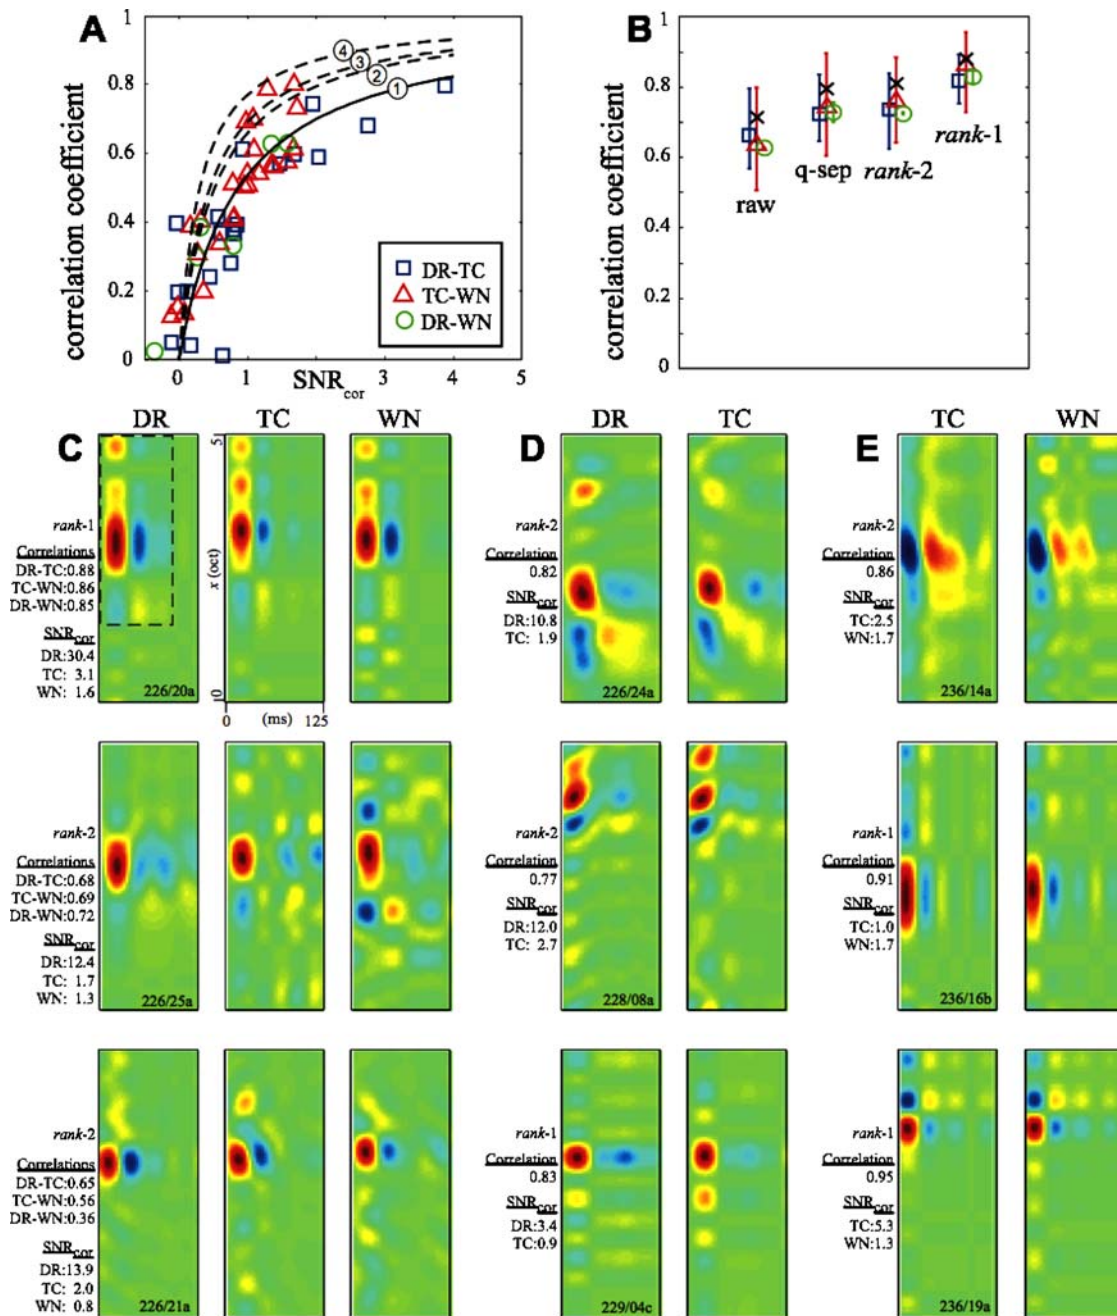 A
correlation coefficient
1
0.8
0.6
0.4
0.2
0
4
3
2
1
DR-TC
TC-WN
DR-WN
0 1 3 4 5
SNRcor
B
correlation coefficient
1
0.8
0.6
0.4
0.2
0
raw
q-sep
rank-2
rank-1
C
DR TC WN
rank-1
Correlations
DR-TC:0.88
TC-WN:0.86
DR-WN:0.85
SNRcor
DR:30.4
TC: 3.1
WN: 1.6
226/20a
5
x (oct)
0
0 (ms) 125
rank-2
Correlations
DR-TC:0.68
TC-WN:0.69
DR-WN:0.72
SNRcor
DR:12.4
TC: 1.7
WN: 1.3
226/25a
rank-2
Correlations
DR-TC:0.65
TC-WN:0.56
DR-WN:0.36
SNRcor
DR:13.9
TC: 2.0
WN: 0.8
226/21a
D
DR TC
rank-2
Correlation
0.82
SNRcor
DR:10.8
TC: 1.9
226/24a
rank-2
Correlation
0.77
SNRcor
DR:12.0
TC: 2.7
228/08a
rank-1
Correlation
0.83
SNRcor
DR:3.4
TC:0.9
229/04c
E
TC WN
rank-2
Correlation
0.86
SNRcor
TC:2.5
WN:1.7
236/14a
rank-1
Correlation
0.91
SNRcor
TC:1.0
WN:1.7
236/16b
rank-1
Correlation
0.95
SNRcor
TC:5.3
WN:1.3
236/19a